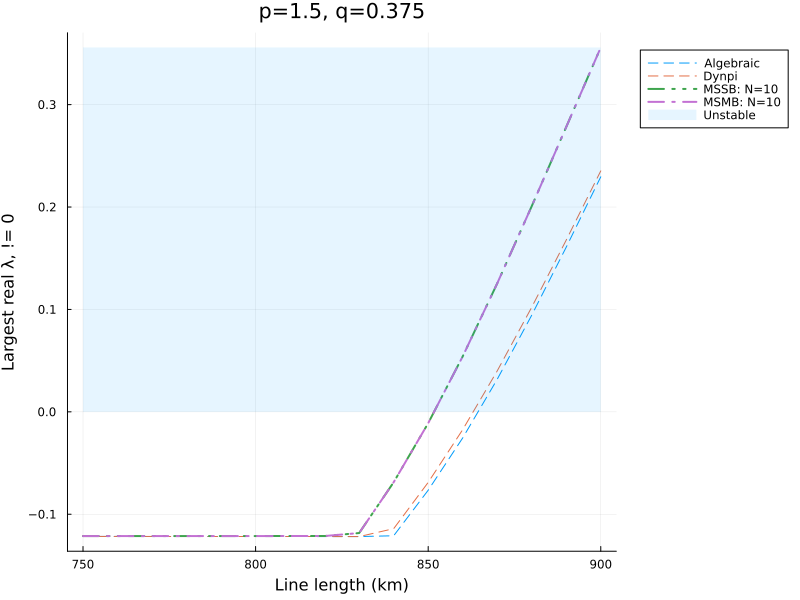 p=1.5, q=0.375
Largest real λ, != 0
0.3
0.2
0.1
0.0
−0.1
750
800
850
900
Line length (km)
Algebraic
Dynpi
MSSB: N=10
MSMB: N=10
Unstable